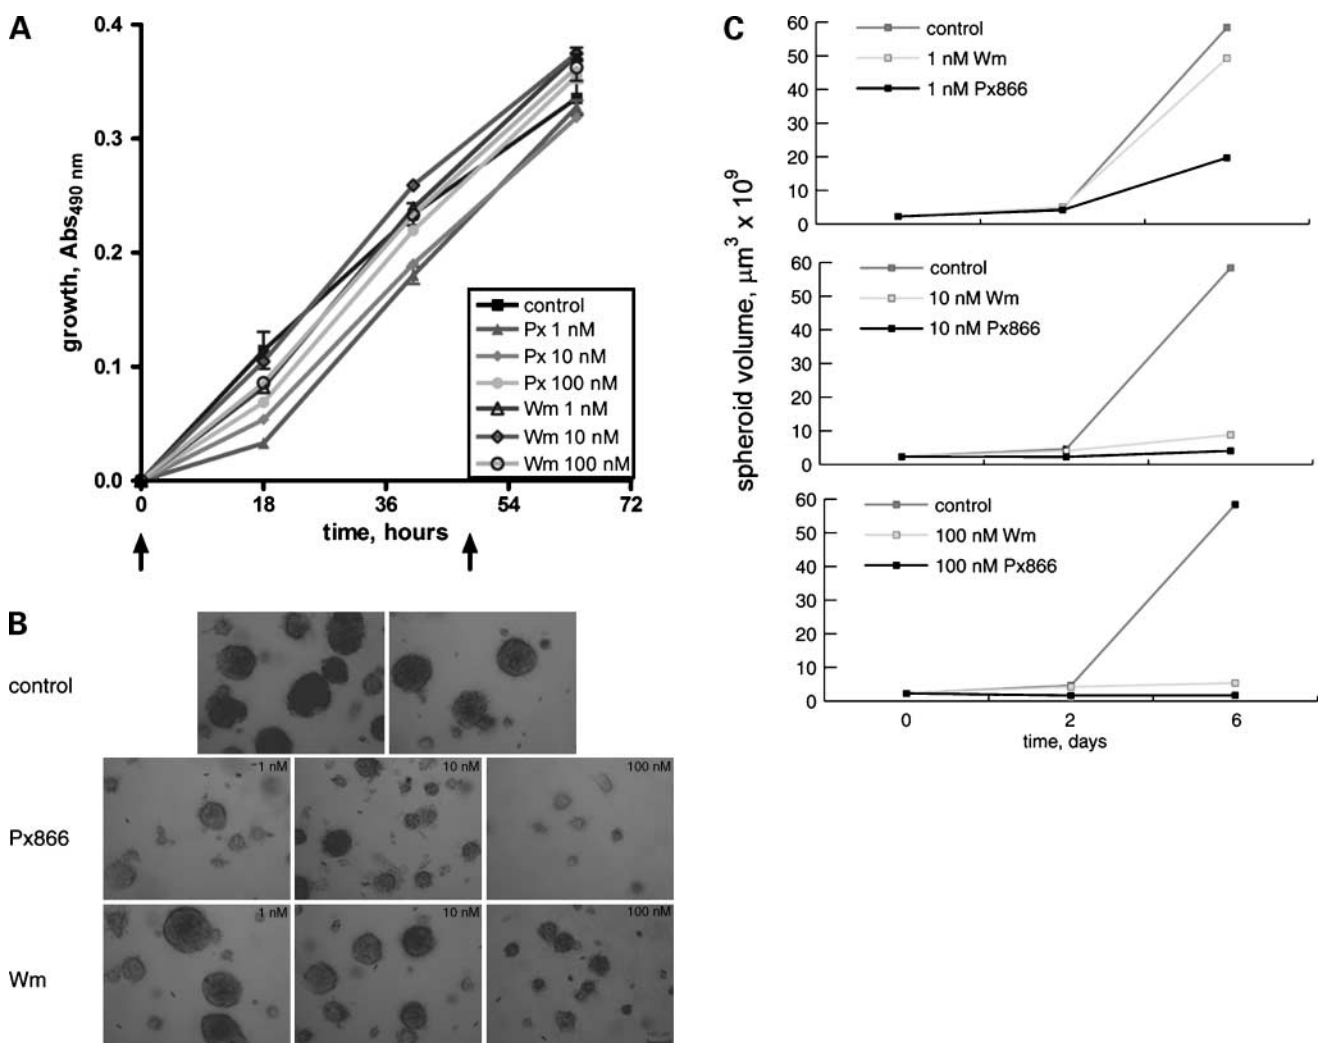 A
0.4
0.3
0.2
0.1
0.0
growth, Abs490 nm
0 18 36 54 72
time, hours
control
Px 1 nM
Px 10 nM
Px 100 nM
Wm 1 nM
Wm 10 nM
Wm 100 nM
B
control
Px866
1 nM
10 nM
100 nM
Wm
1 nM
10 nM
100 nM
C
spheroid volume, μm³ x 10⁹
60
50
40
30
20
10
0
control
1 nM Wm
1 nM Px866
60
50
40
30
20
10
0
control
10 nM Wm
10 nM Px866
60
50
40
30
20
10
0
control
100 nM Wm
100 nM Px866
0 2 6
time, days